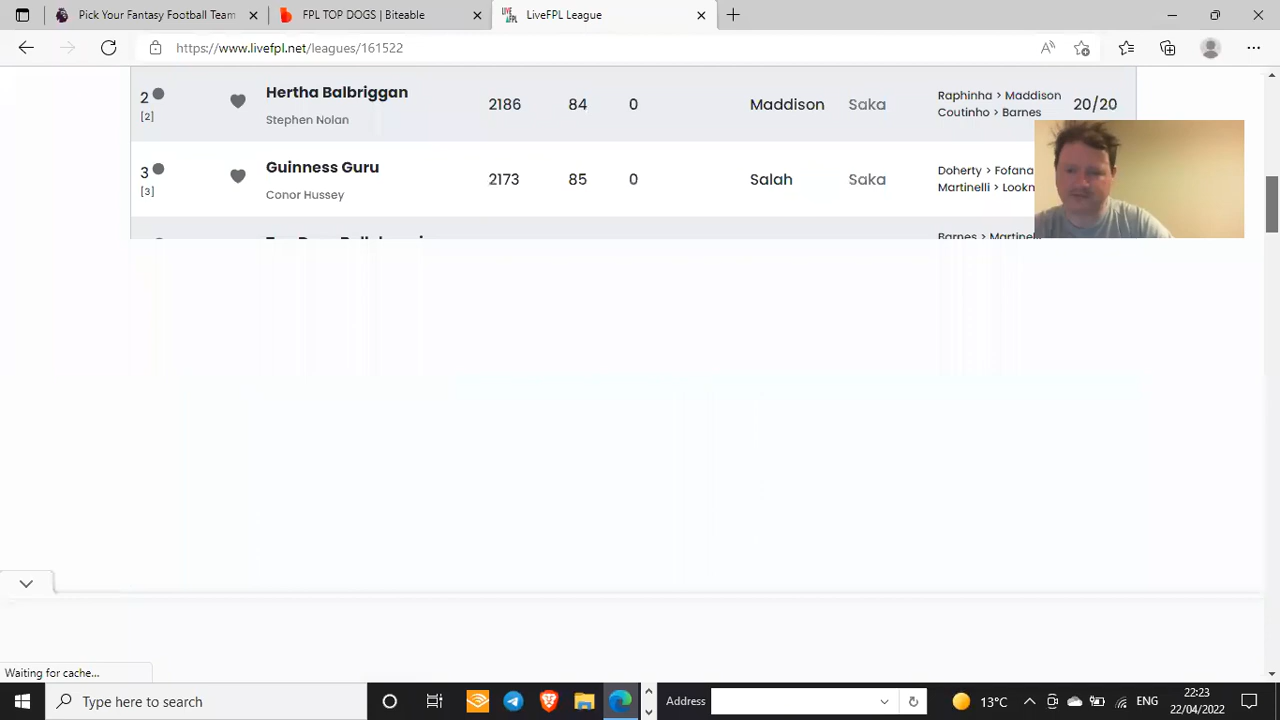 Pick Your Fantasy Football Team
FPL TOP DOGS | Biteable
LiveFPL League
https://www.livefpl.net/leagues/161522
2
[2]
Hertha Balbriggan
Stephen Nolan
2186 84 0 Maddison Saka
Raphinha > Maddison
Coutinho > Barnes
20/20
3
[3]
Guinness Guru
Conor Hussey
2173 85 0 Salah Saka
Doherty > Fofana
Martinelli > Lookn
Barnes > Martinel
Waiting for cache...
Type here to search
Address
13°C
ENG
22:23
22/04/2022